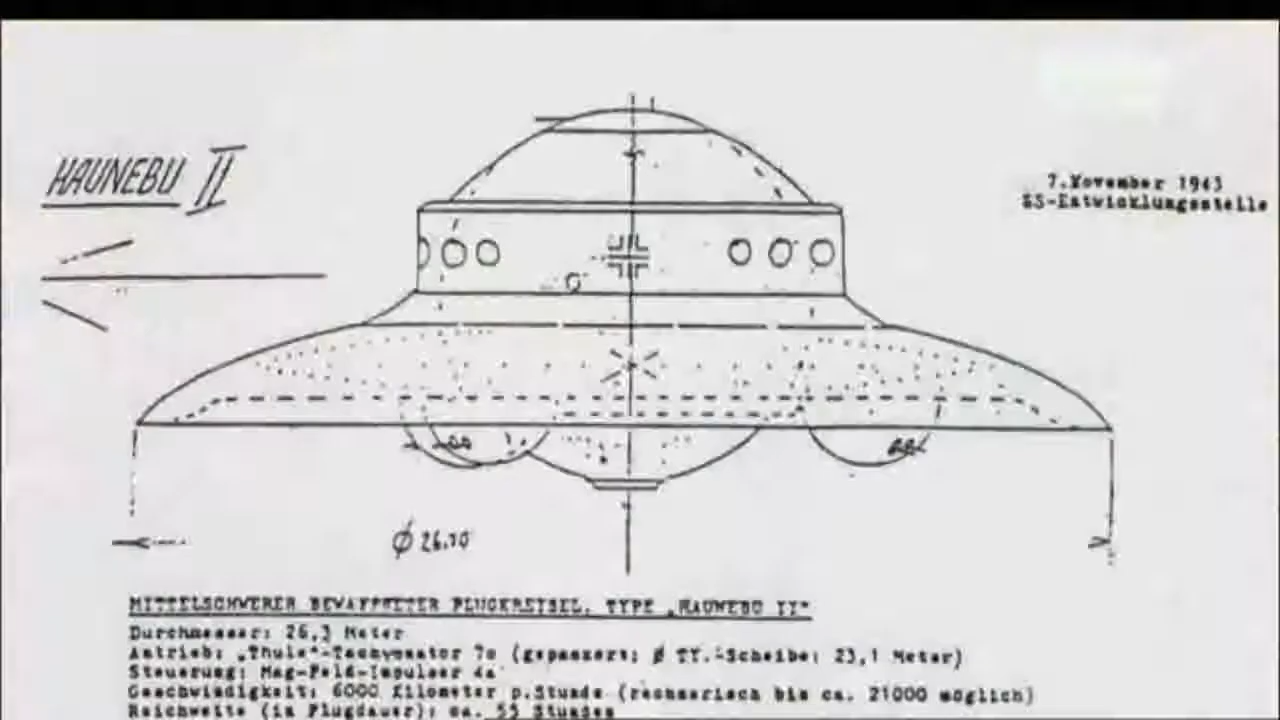 HAUNEBU II
7.November 1943
SS-Entwicklungsstelle
Ø 26.30
MITTELSCHWERER BEWAFFNETER FLUGKREISEL, TYPE „HAUNEBU II"
Durchmesser: 26,3 Meter
Antrieb: „Thule"-Tachyonator 7c (gepanzert; Ø TT.-Scheibe: 23,1 Meter)
Steuerung: Mag-Feld-Impulser 4a
Geschwindigkeit: 6000 Kilometer p.Stunde (rechnerisch bis ca. 21000 möglich)
Reichweite (in Flugdauer): ca. 55 Stunden